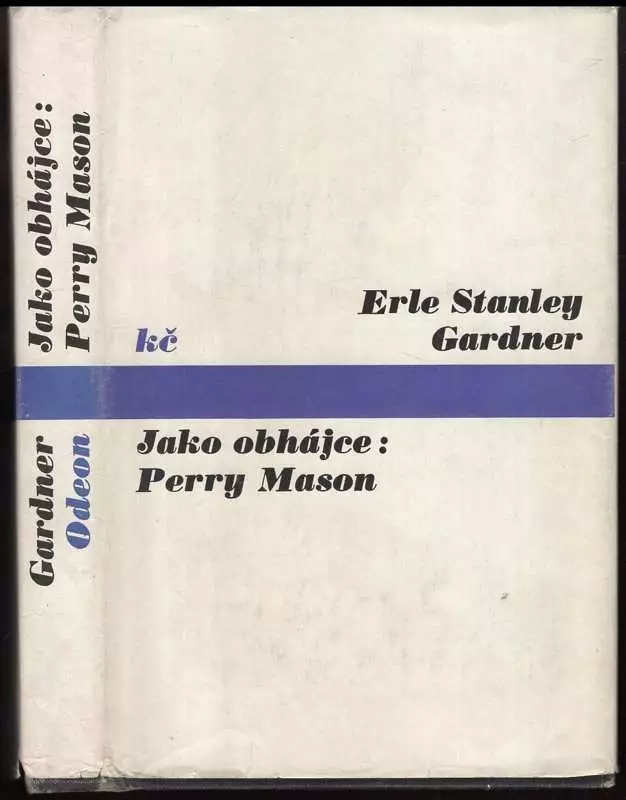 Jako obhájce:
Perry Mason
Gardner
Odeon
Erle Stanley
Gardner
kč
Jako obhájce:
Perry Mason